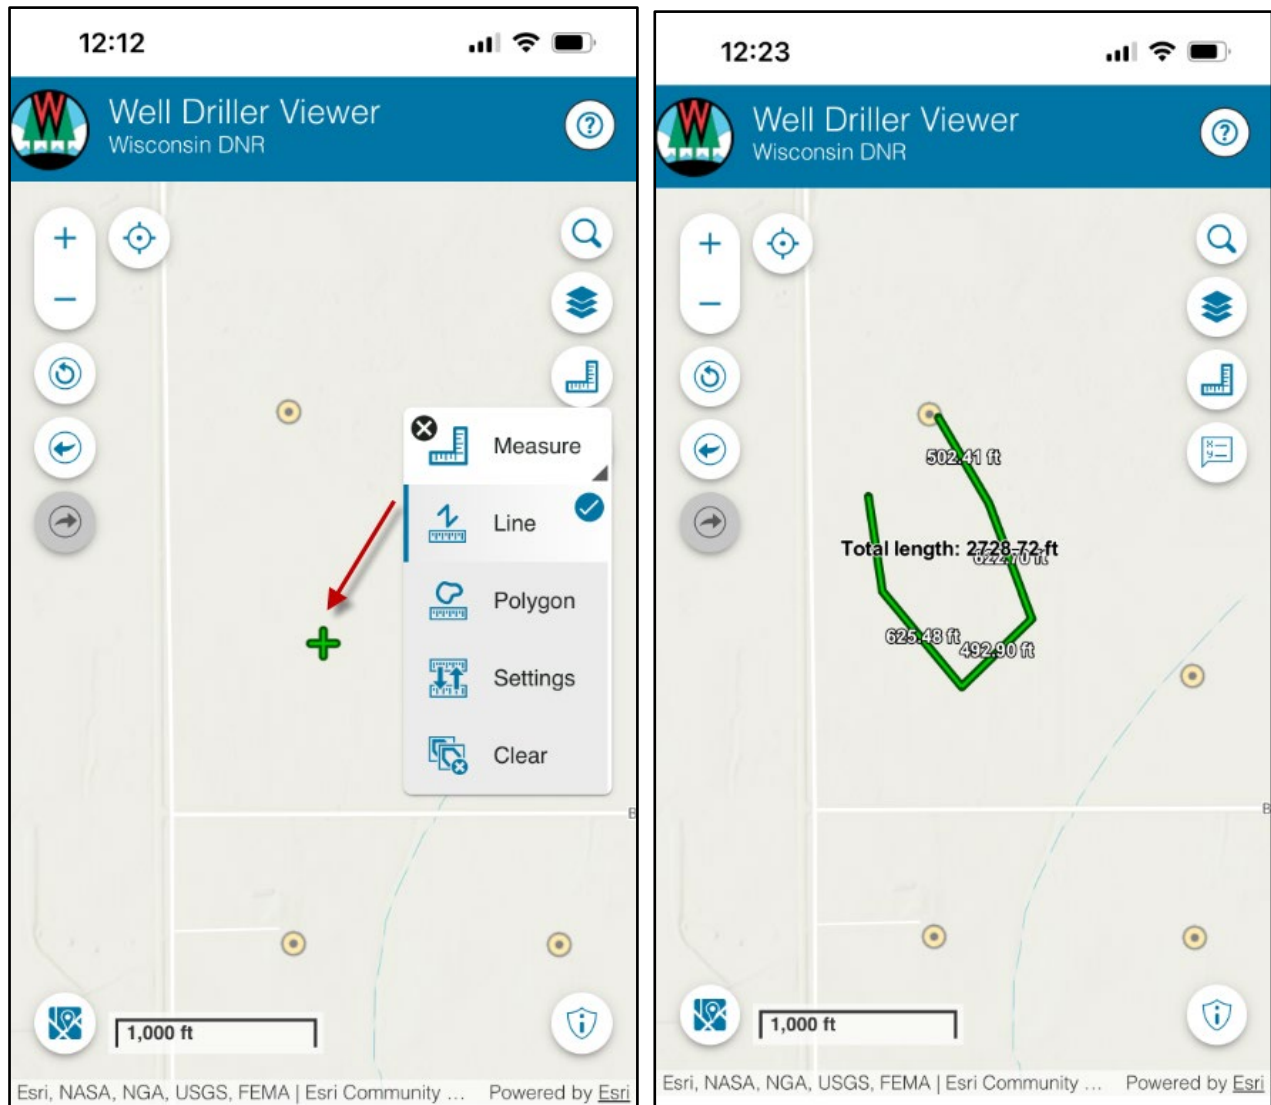 12:12
Well Driller Viewer
Wisconsin DNR
Measure
Line
Polygon
Settings
Clear
B
1,000 ft
Esri, NASA, NGA, USGS, FEMA | Esri Community ...
Powered by Esri
12:23
Well Driller Viewer
Wisconsin DNR
502.41 ft
Total length: 2728.72 ft
622.70 ft
625.48 ft
492.90 ft
B
1,000 ft
Esri, NASA, NGA, USGS, FEMA | Esri Community ...
Powered by Esri